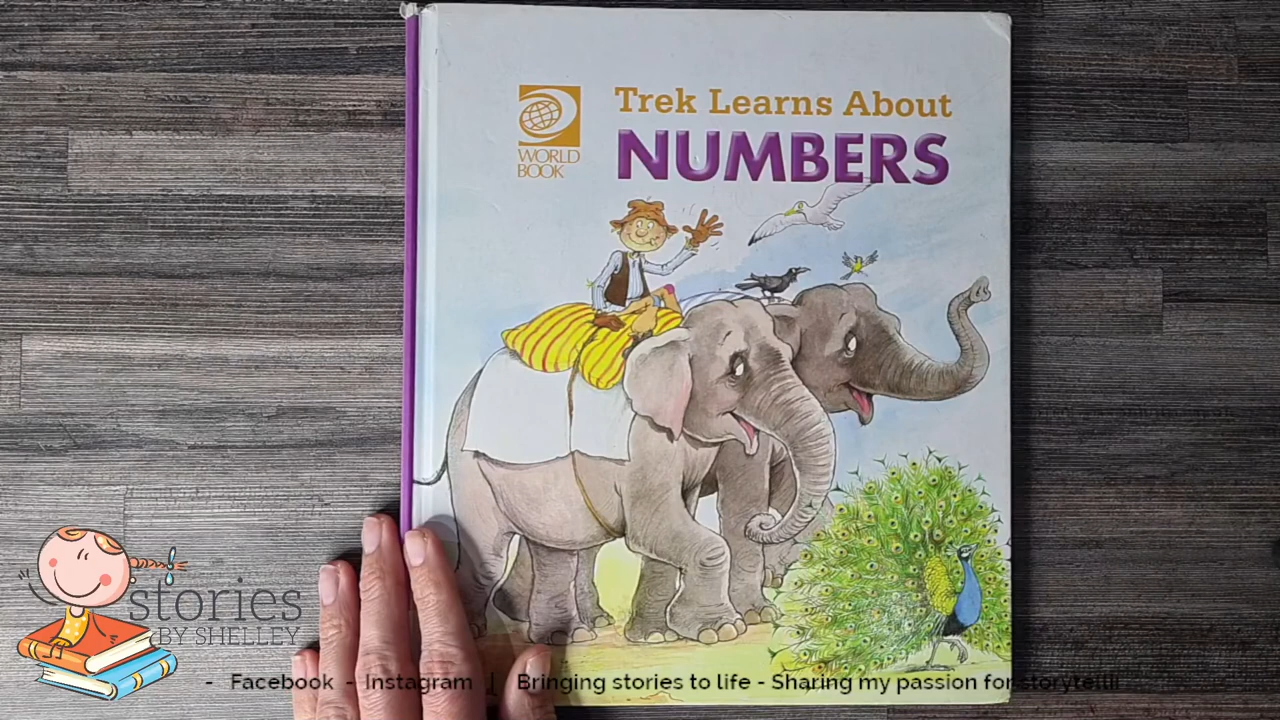 Trek Learns About
NUMBERS
WORLD
BOOK
stories
BY SHELLEY
- Facebook - Instagram | Bringing stories to life - Sharing my passion for